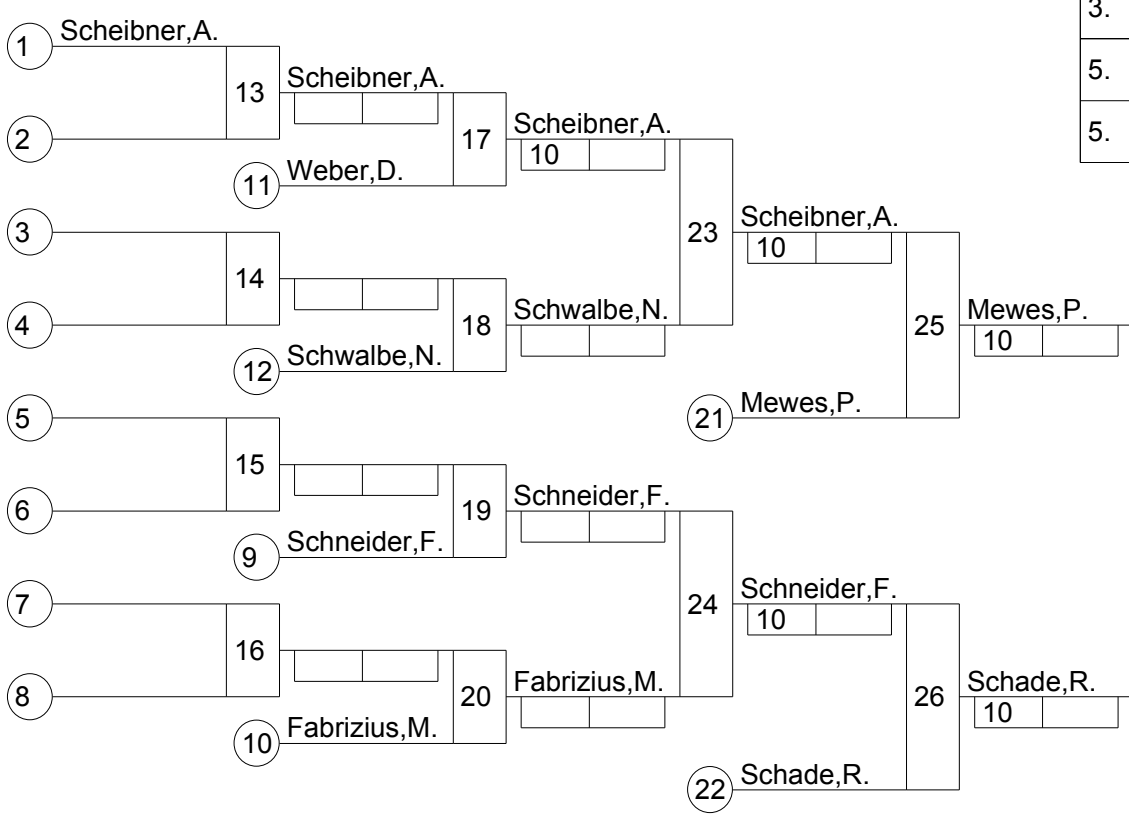 3.
1 Scheibner,A.
5.
13 Scheibner,A.
5.
2
17 Scheibner,A.
10
11 Weber,D.
3
23 Scheibner,A.
10
14
4
18 Schwalbe,N.
25 Mewes,P.
10
12 Schwalbe,N.
5
21 Mewes,P.
15
6
19 Schneider,F.
9 Schneider,F.
7
24 Schneider,F.
10
16
8
20 Fabrizius,M.
26 Schade,R.
10
10 Fabrizius,M.
22 Schade,R.